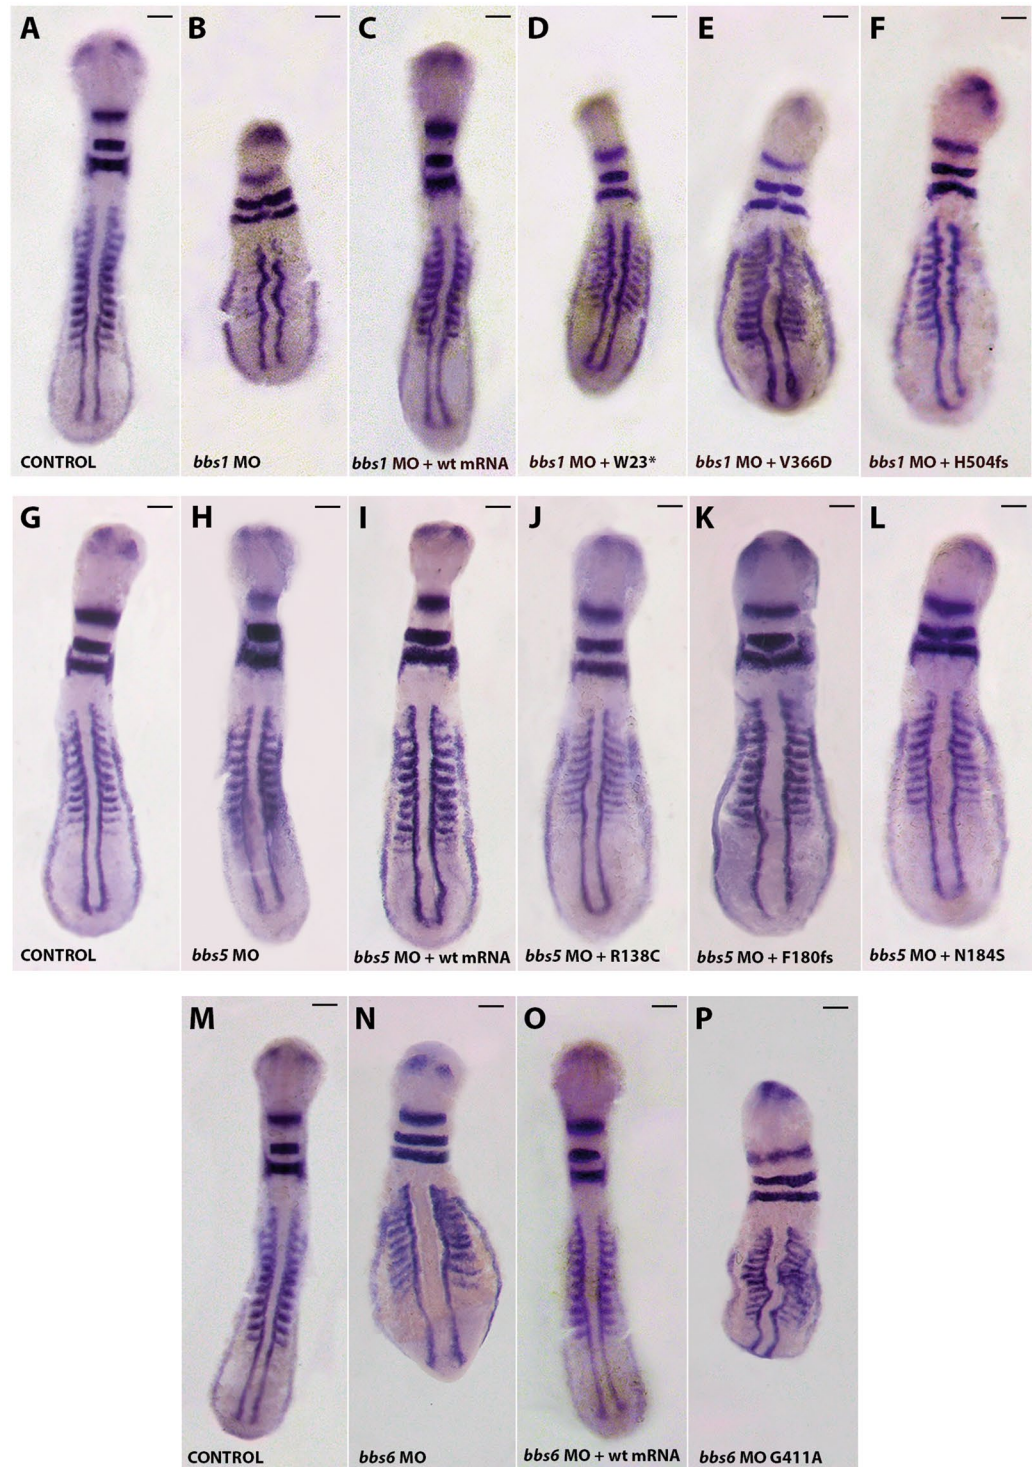 A B C D E F
CONTROL bbs1 MO bbs1 MO + wt mRNA bbs1 MO + W23* bbs1 MO + V366D bbs1 MO + H504fs
G H I J K L
CONTROL bbs5 MO bbs5 MO + wt mRNA bbs5 MO + R138C bbs5 MO + F180fs bbs5 MO + N184S
M N O P
CONTROL bbs6 MO bbs6 MO + wt mRNA bbs6 MO G411A